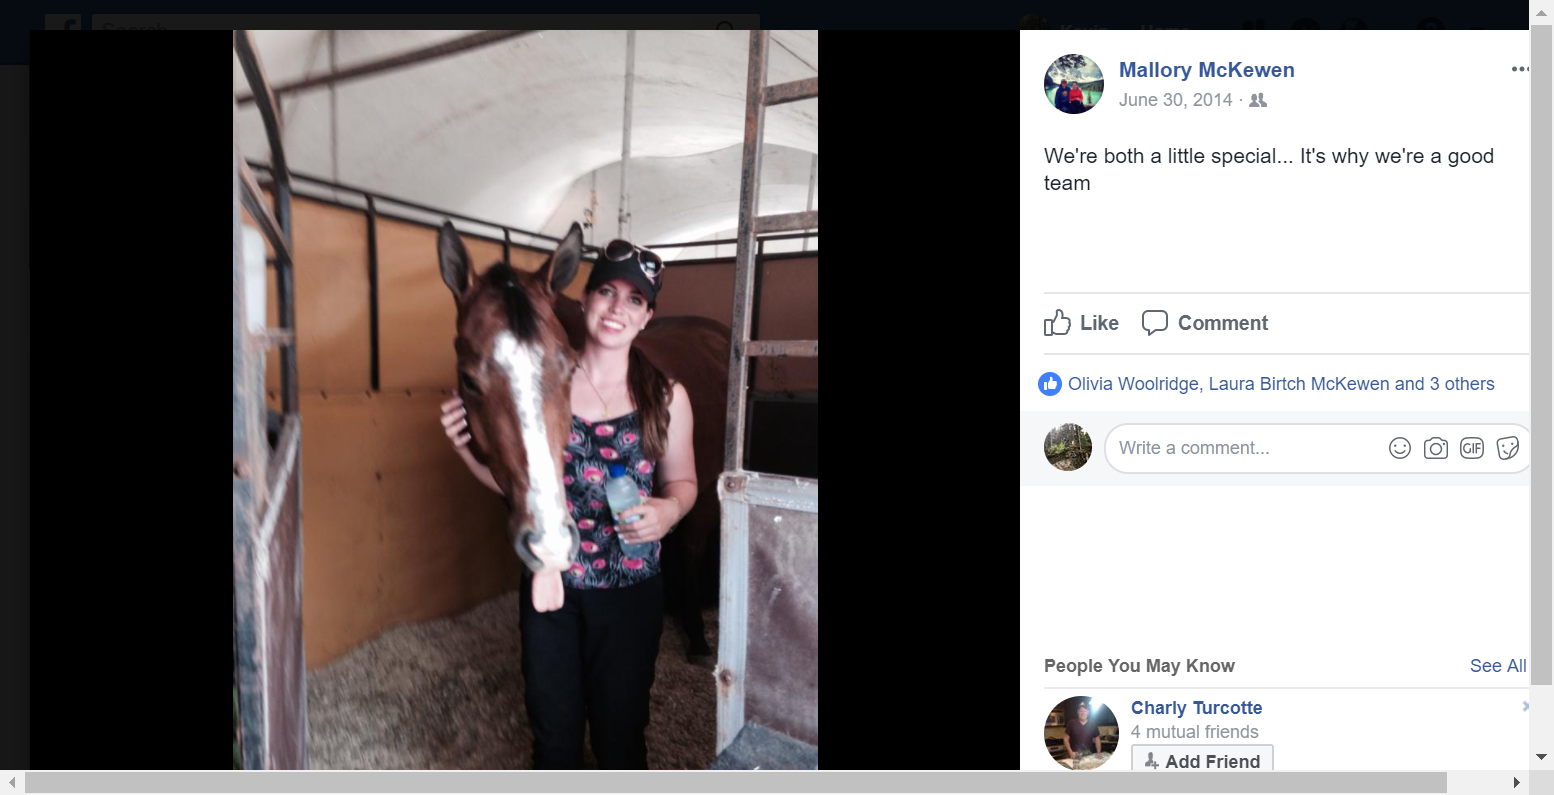 Search
Mallory McKewen
June 30, 2014 ·
We're both a little special... It's why we're a good
team
Like Comment
Olivia Woolridge, Laura Birtch McKewen and 3 others
Write a comment...
GIF
People You May Know
See All
Charly Turcotte
4 mutual friends
Add Friend